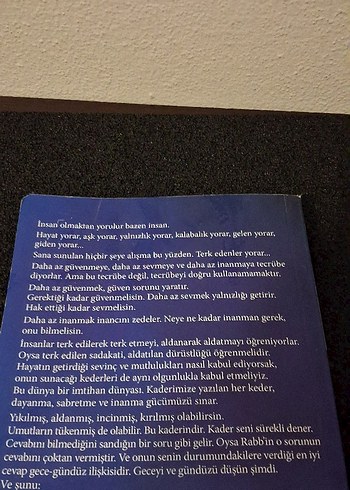 İnsan olmaktan yorulur bazen insan.
Hayat yorar, aşk yorar, yalnızlık yorar, kalabalık yorar, gelen yorar,
giden yorar...
Sana sunulan hiçbir şeye alışma bu yüzden. Terk edenler yorar...
Daha az güvenmeye, daha az sevmeye ve daha az inanmaya tecrübe
diyorlar. Ama bu tecrübe değil, tecrübeyi doğru kullanamamaktır.
Daha az güvenmek, güven sorunu yaratır.
Gerektiği kadar güvenmelisin. Daha az sevmek yalnızlığı getirir.
Hak ettiği kadar sevmelisin.
Daha az inanmak inancını zedeler. Neye ne kadar inanman gerek,
onu bilmelisin.
İnsanlar terk edilerek terk etmeyi, aldanarak aldatmayı öğreniyorlar.
Oysa terk edilen sadakati, aldatılan dürüstlüğü öğrenmelidir.
Hayatın getirdiği sevinç ve mutlulukları nasıl kabul ediyorsak,
onun sunacağı kederleri de aynı olgunlukla kabul etmeliyiz.
Bu dünya bir imtihan dünyası. Kaderimize yazılan her keder,
dayanma, sabretme ve inanma gücümüzü sınar.
Yıkılmış, aldanmış, incinmiş, kırılmış olabilirsin.
Umutların tükenmiş de olabilir. Bu kaderindir. Kader seni sürekli dener.
Cevabını bilmediğini sandığın bir soru gibi gelir. Oysa Rabb'in o sorunun
cevabını çoktan vermiştir. Ve onun senin durumundakilere verdiği en iyi
cevap gece-gündüz ilişkisidir. Geceyi ve gündüzü düşün şimdi.
Ve şunu: